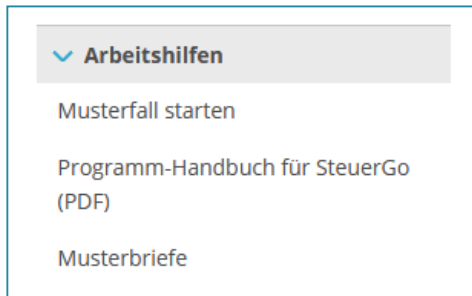 Arbeitshilfen
Musterfall starten
Programm-Handbuch für SteuerGo
(PDF)
Musterbriefe